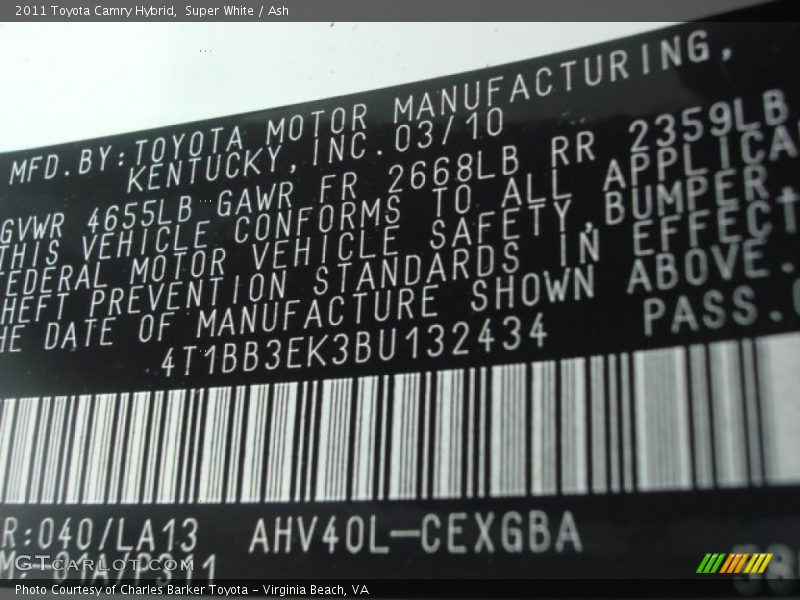 2011 Toyota Camry Hybrid, Super White / Ash
MFD.BY:TOYOTA MOTOR MANUFACTURING,
KENTUCKY,INC.03/10
GVWR 4655LB GAWR FR 2668LB RR 2359LB
THIS VEHICLE CONFORMS TO ALL APPLICA
EDERAL MOTOR VEHICLE SAFETY,BUMPER
HEFT PREVENTION STANDARDS IN EFFECT
HE DATE OF MANUFACTURE SHOWN ABOVE.
4T1BB3EK3BU132434 PASS.
R:040/LA13 AHV40L-CEXGBA
M: 01A/PS11
GTCARLOT.COM
Photo Courtesy of Charles Barker Toyota – Virginia Beach, VA